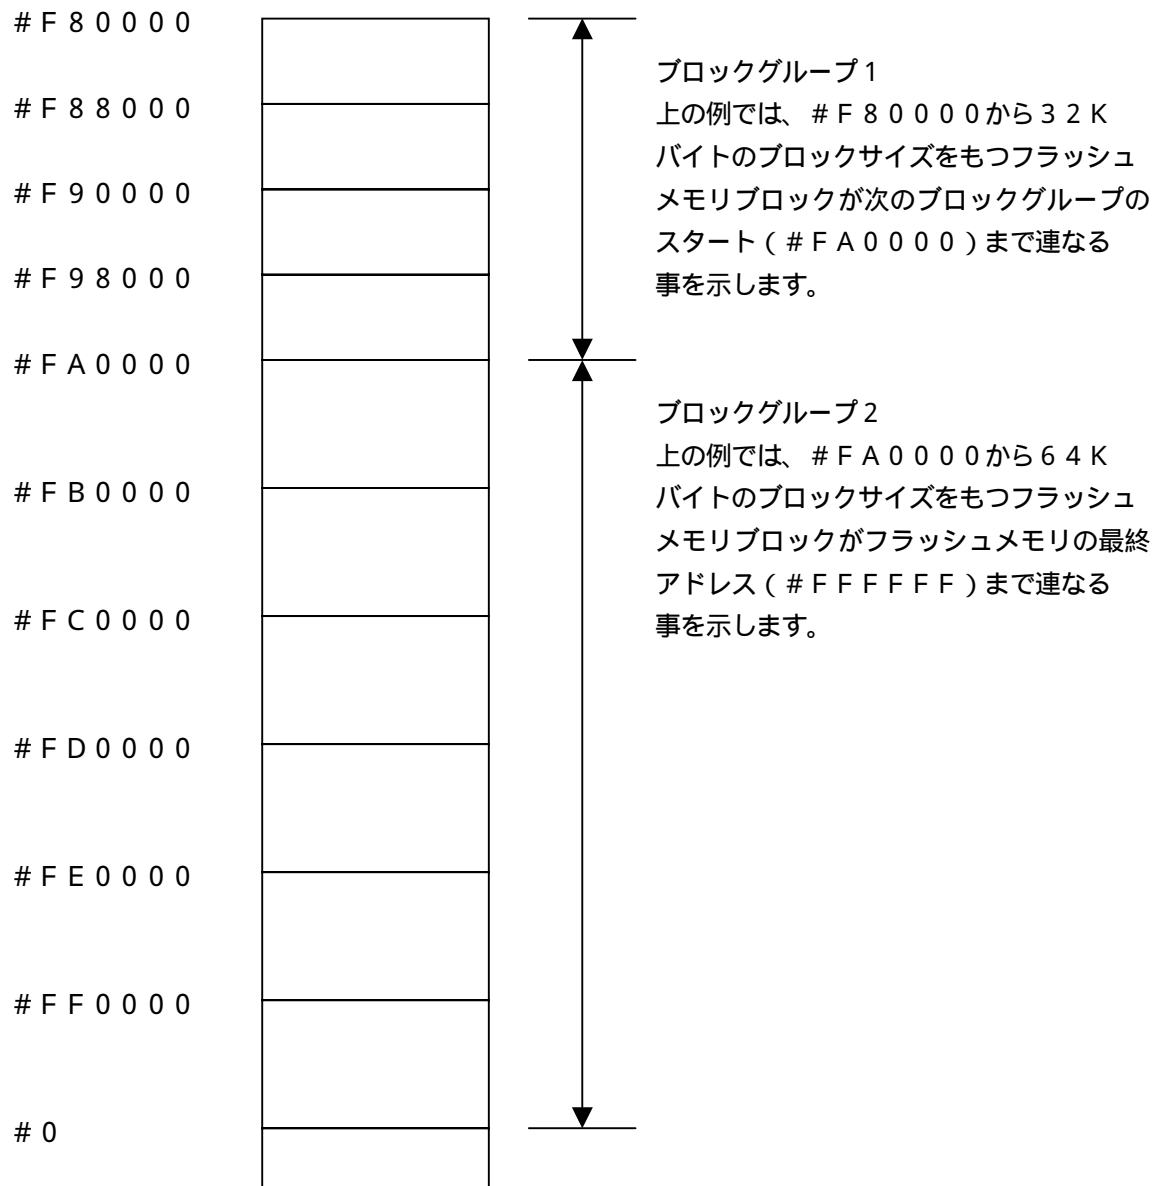 #F80000
ブロックグループ1
#F88000
上の例では、#F80000から32K
バイトのブロックサイズをもつフラッシュ
#F90000
メモリブロックが次のブロックグループの
スタート(#FA0000)まで連なる
#F98000
事を示します。
#FA0000
ブロックグループ2
上の例では、#FA0000から64K
#FB0000
バイトのブロックサイズをもつフラッシュ
メモリブロックがフラッシュメモリの最終
アドレス(#FFFFFF)まで連なる
#FC0000
事を示します。
#FD0000
#FE0000
#FF0000
#0